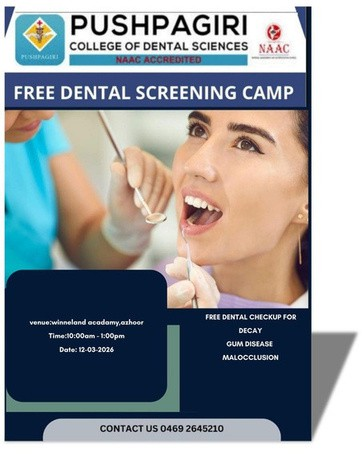 PUSHPAGIRI
COLLEGE OF DENTAL SCIENCES
NAAC ACCREDITED
PUSHPAGIRI
NAAC
FREE DENTAL SCREENING CAMP
venue:winneland acadamy,azhoor
Time:10:00am - 1:00pm
Date: 12-03-2026
FREE DENTAL CHECKUP FOR
DECAY
GUM DISEASE
MALOCCLUSION
CONTACT US 0469 2645210